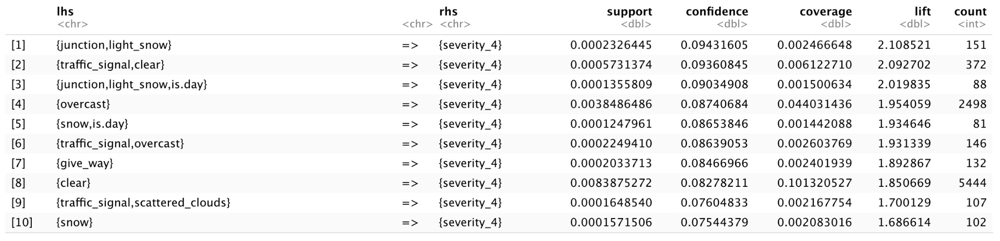 lhs rhs support confidence coverage lift count
<chr> <chr> <chr> <dbl> <dbl> <dbl> <dbl> <int>
[1] {junction,light_snow} => {severity_4} 0.0002326445 0.09431605 0.002466648 2.108521 151
[2] {traffic_signal,clear} => {severity_4} 0.0005731374 0.09360845 0.006122710 2.092702 372
[3] {junction,light_snow,is.day} => {severity_4} 0.0001355809 0.09034908 0.001500634 2.019835 88
[4] {overcast} => {severity_4} 0.0038486486 0.08740684 0.044031436 1.954059 2498
[5] {snow,is.day} => {severity_4} 0.0001247961 0.08653846 0.001442088 1.934646 81
[6] {traffic_signal,overcast} => {severity_4} 0.0002249410 0.08639053 0.002603769 1.931339 146
[7] {give_way} => {severity_4} 0.0002033713 0.08466966 0.002401939 1.892867 132
[8] {clear} => {severity_4} 0.0083875272 0.08278211 0.101320527 1.850669 5444
[9] {traffic_signal,scattered_clouds} => {severity_4} 0.0001648540 0.07604833 0.002167754 1.700129 107
[10] {snow} => {severity_4} 0.0001571506 0.07544379 0.002083016 1.686614 102